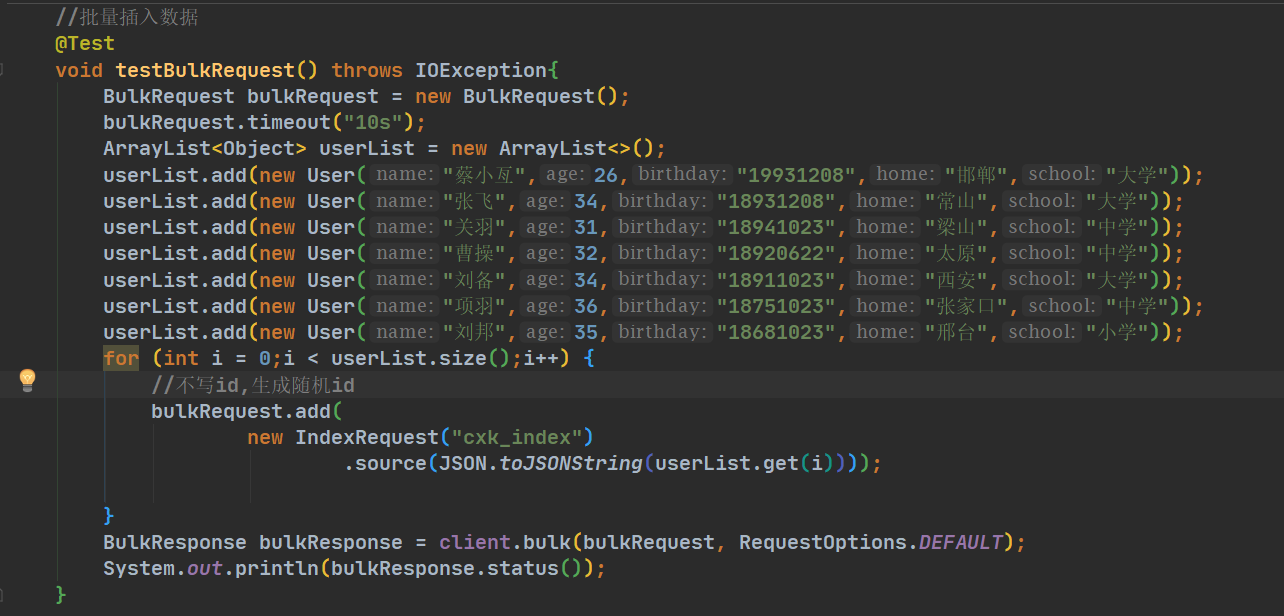 //批量插入数据
@Test
void testBulkRequest() throws IOException{
BulkRequest bulkRequest = new BulkRequest();
bulkRequest.timeout("10s");
ArrayList<Object> userList = new ArrayList<>();
userList.add(new User( name: "蔡小亙", age: 26, birthday: "19931208", home: "邯郸", school: "大学"));
userList.add(new User( name: "张飞", age: 34, birthday: "18931208", home: "常山", school: "大学"));
userList.add(new User( name: "关羽", age: 31, birthday: "18941023", home: "梁山", school: "中学"));
userList.add(new User( name: "曹操", age: 32, birthday: "18920622", home: "太原", school: "中学"));
userList.add(new User( name: "刘备", age: 34, birthday: "18911023", home: "西安", school: "大学"));
userList.add(new User( name: "项羽", age: 36, birthday: "18751023", home: "张家口", school: "中学"));
userList.add(new User( name: "刘邦", age: 35, birthday: "18681023", home: "邢台", school: "小学"));
for (int i = 0;i < userList.size();i++) {
//不写id,生成随机id
bulkRequest.add(
new IndexRequest("cxk_index")
.source(JSON.toJSONString(userList.get(i))));
}
BulkResponse bulkResponse = client.bulk(bulkRequest, RequestOptions.DEFAULT);
System.out.println(bulkResponse.status());
}